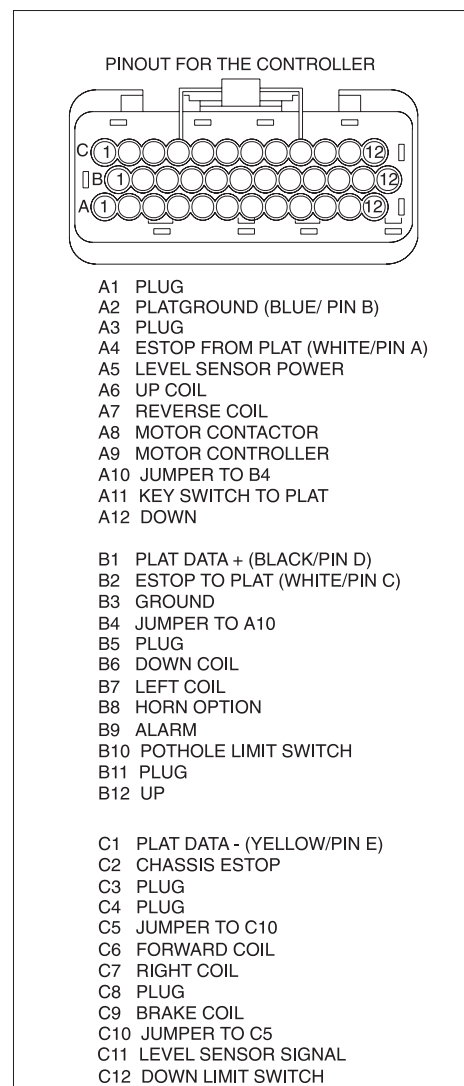 PINOUT FOR THE CONTROLLER
C 1 12
B 1 12
A 1 12
A1 PLUG
A2 PLATGROUND (BLUE/ PIN B)
A3 PLUG
A4 ESTOP FROM PLAT (WHITE/PIN A)
A5 LEVEL SENSOR POWER
A6 UP COIL
A7 REVERSE COIL
A8 MOTOR CONTACTOR
A9 MOTOR CONTROLLER
A10 JUMPER TO B4
A11 KEY SWITCH TO PLAT
A12 DOWN
B1 PLAT DATA + (BLACK/PIN D)
B2 ESTOP TO PLAT (WHITE/PIN C)
B3 GROUND
B4 JUMPER TO A10
B5 PLUG
B6 DOWN COIL
B7 LEFT COIL
B8 HORN OPTION
B9 ALARM
B10 POTHOLE LIMIT SWITCH
B11 PLUG
B12 UP
C1 PLAT DATA - (YELLOW/PIN E)
C2 CHASSIS ESTOP
C3 PLUG
C4 PLUG
C5 JUMPER TO C10
C6 FORWARD COIL
C7 RIGHT COIL
C8 PLUG
C9 BRAKE COIL
C10 JUMPER TO C5
C11 LEVEL SENSOR SIGNAL
C12 DOWN LIMIT SWITCH